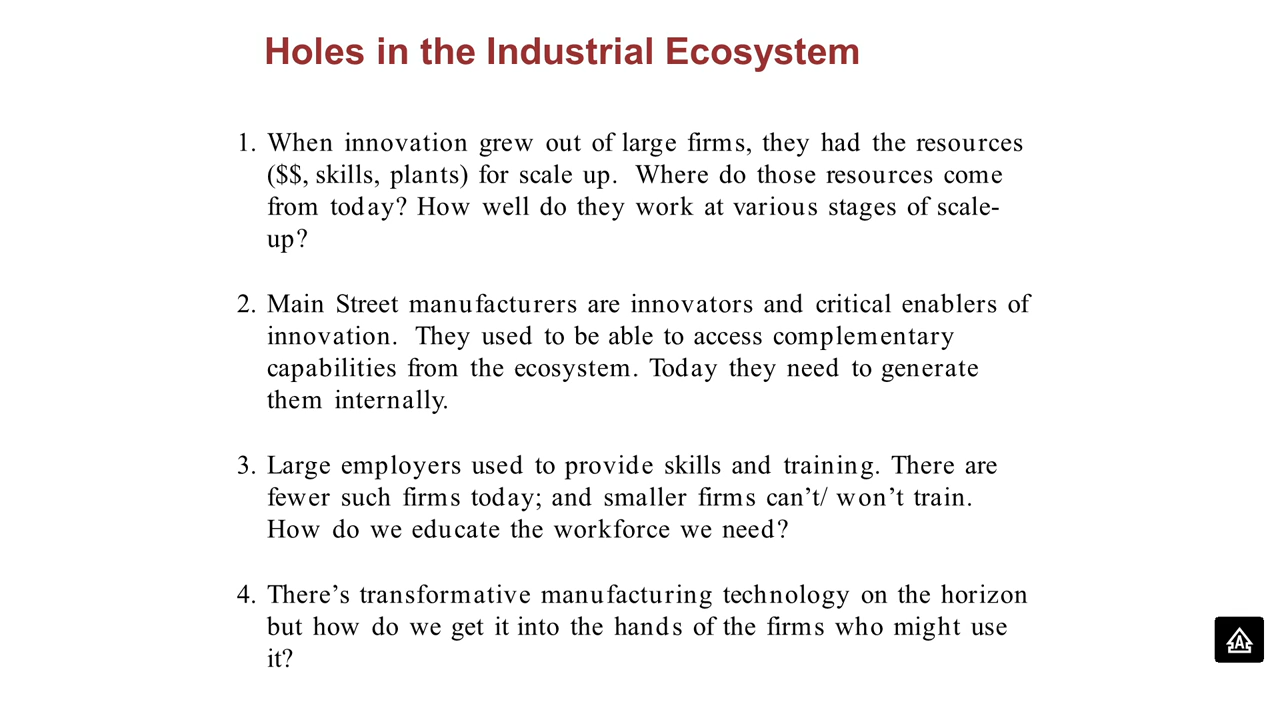 Holes in the Industrial Ecosystem
1. When innovation grew out of large firms, they had the resources
($$, skills, plants) for scale up. Where do those resources come
from today? How well do they work at various stages of scale-
up?
2. Main Street manufacturers are innovators and critical enablers of
innovation. They used to be able to access complementary
capabilities from the ecosystem. Today they need to generate
them internally.
3. Large employers used to provide skills and training. There are
fewer such firms today; and smaller firms can’t/ won’t train.
How do we educate the workforce we need?
4. There’s transformative manufacturing technology on the horizon
but how do we get it into the hands of the firms who might use
it?
A